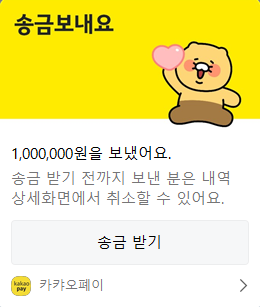 송금보내요
1,000,000원을 보냈어요.
송금 받기 전까지 보낸 분은 내역
상세화면에서 취소할 수 있어요.
송금 받기
kakao
pay
카캬오페이